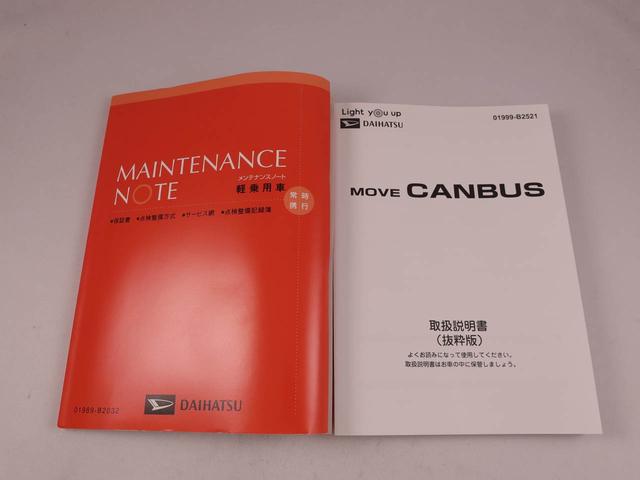 MAINTENANCE
NOTE
メンテナンスノート
軽乗用車
常時
携行
●保証書 ●点検整備方式 ●サービス網 ●点検整備記録簿
DAIHATSU
01989-B2032
Light you up
DAIHATSU
01999-B2521
MOVE CANBUS
取扱説明書
（抜粋版）
よくお読みになって使用してください。
取扱説明書はお車の中に保管しましょう。